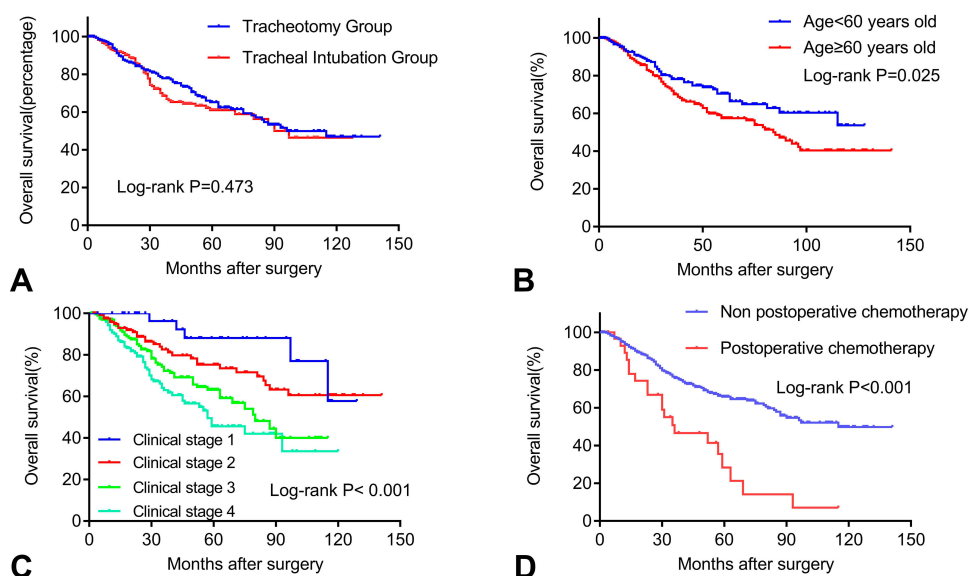 Tracheotomy Group
Tracheal Intubation Group
Overall survival(percentage)
100
80
60
40
20
0
Log-rank P=0.473
0 30 60 90 120 150
Months after surgery
A
Age<60 years old
Age≥60 years old
Log-rank P=0.025
Overall survival(%)
100
80
60
40
20
0
0 50 100 150
Months after surgery
B
Overall survival(%)
100
80
60
40
20
0
Clinical stage 1
Clinical stage 2
Clinical stage 3
Clinical stage 4
Log-rank P< 0.001
0 30 60 90 120 150
Months after surgery
C
Non postoperative chemotherapy
Postoperative chemotherapy
Log-rank P<0.001
Overall survival(%)
100
80
60
40
20
0
0 30 60 90 120 150
Months after surgery
D